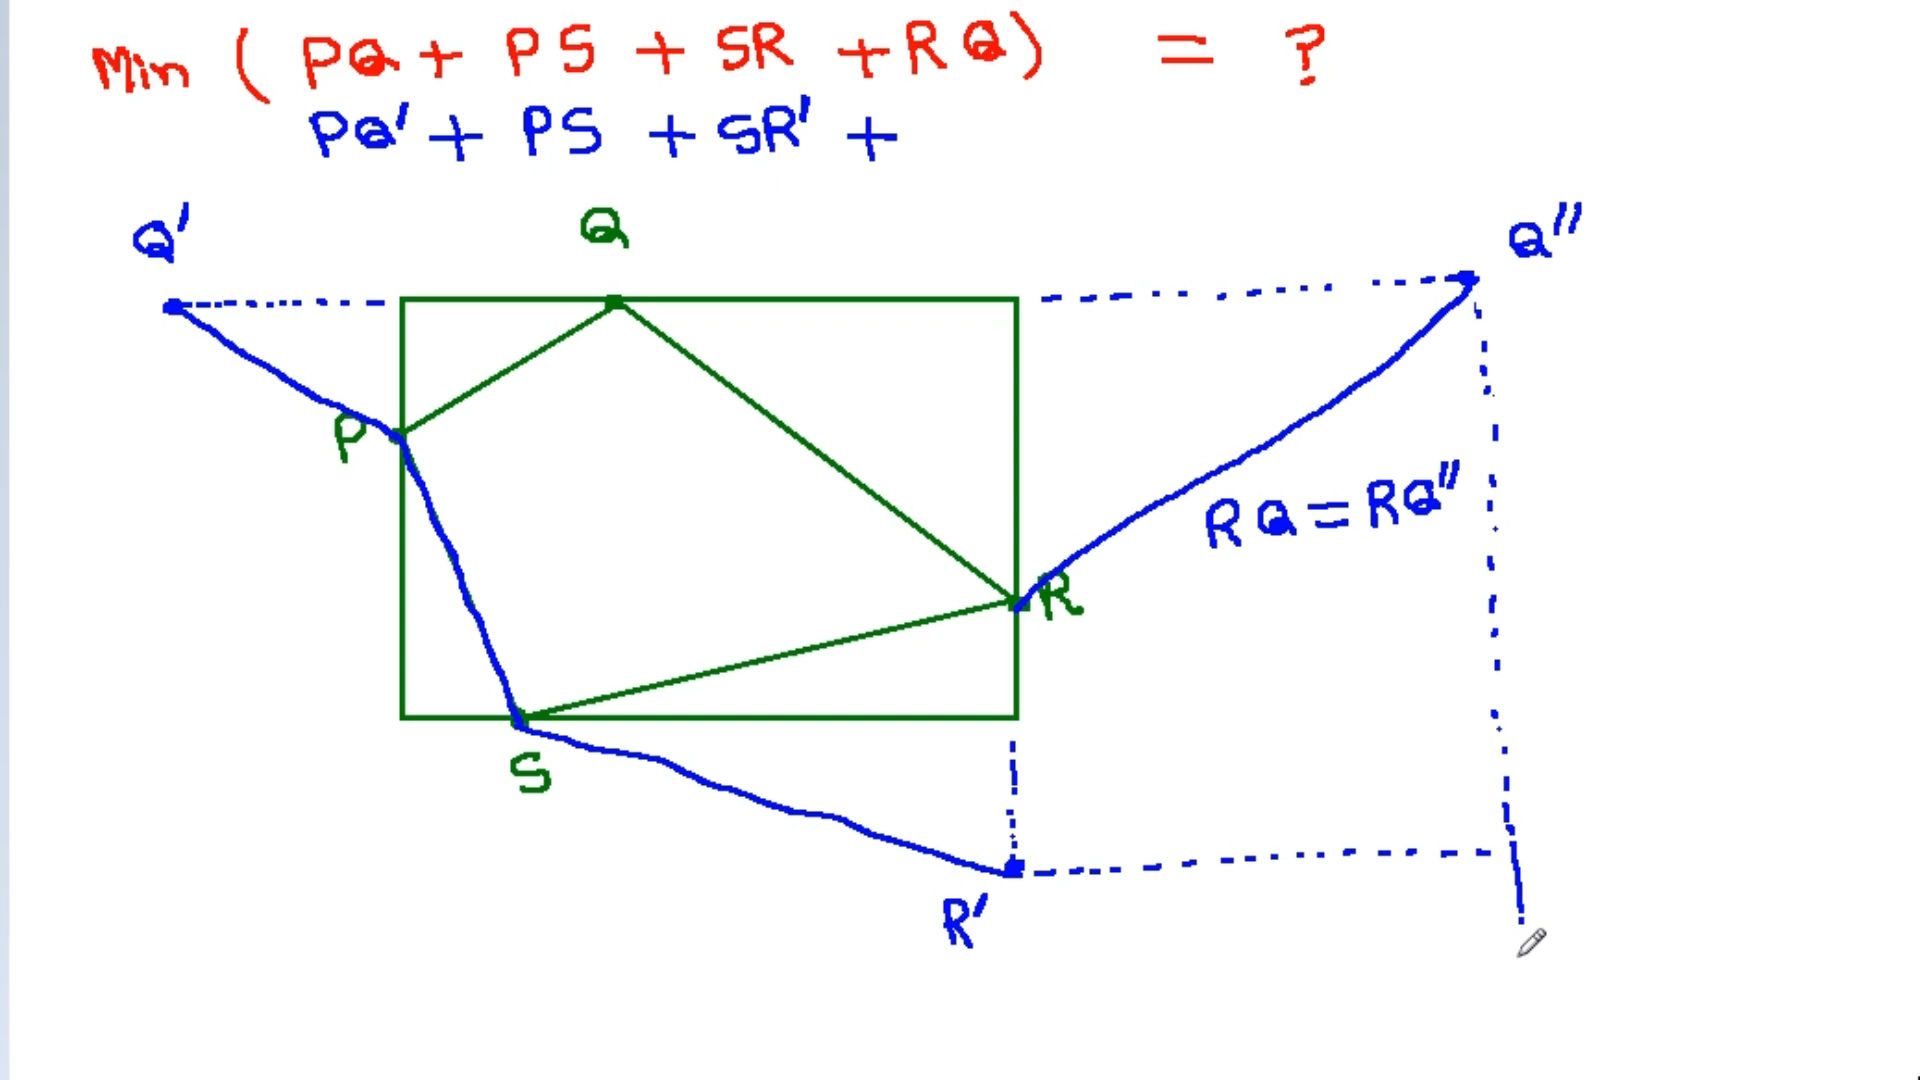 Min ( PQ + PS + SR + RQ ) = ?
PQ' + PS + SR' +
Q' Q Q"
P
RQ = RQ"
R
S
R'